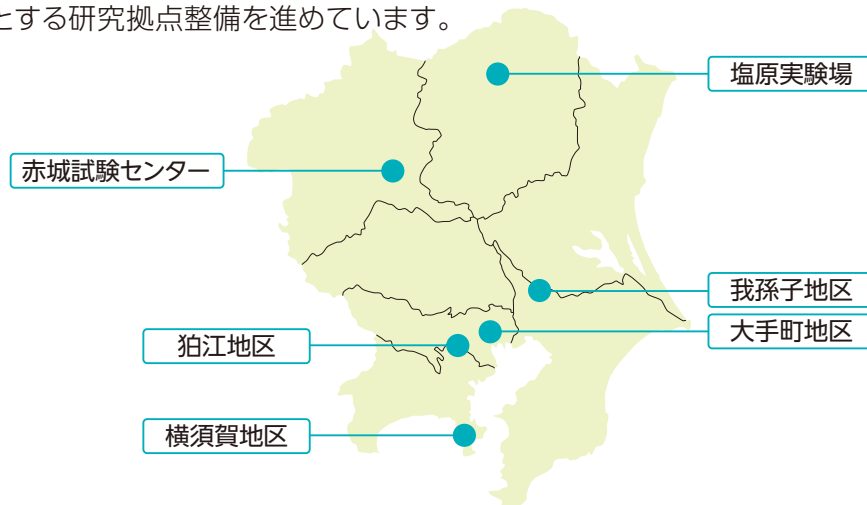 とする研究拠点整備を進めています。
塩原実験場
赤城試験センター
我孫子地区
大手町地区
狛江地区
横須賀地区